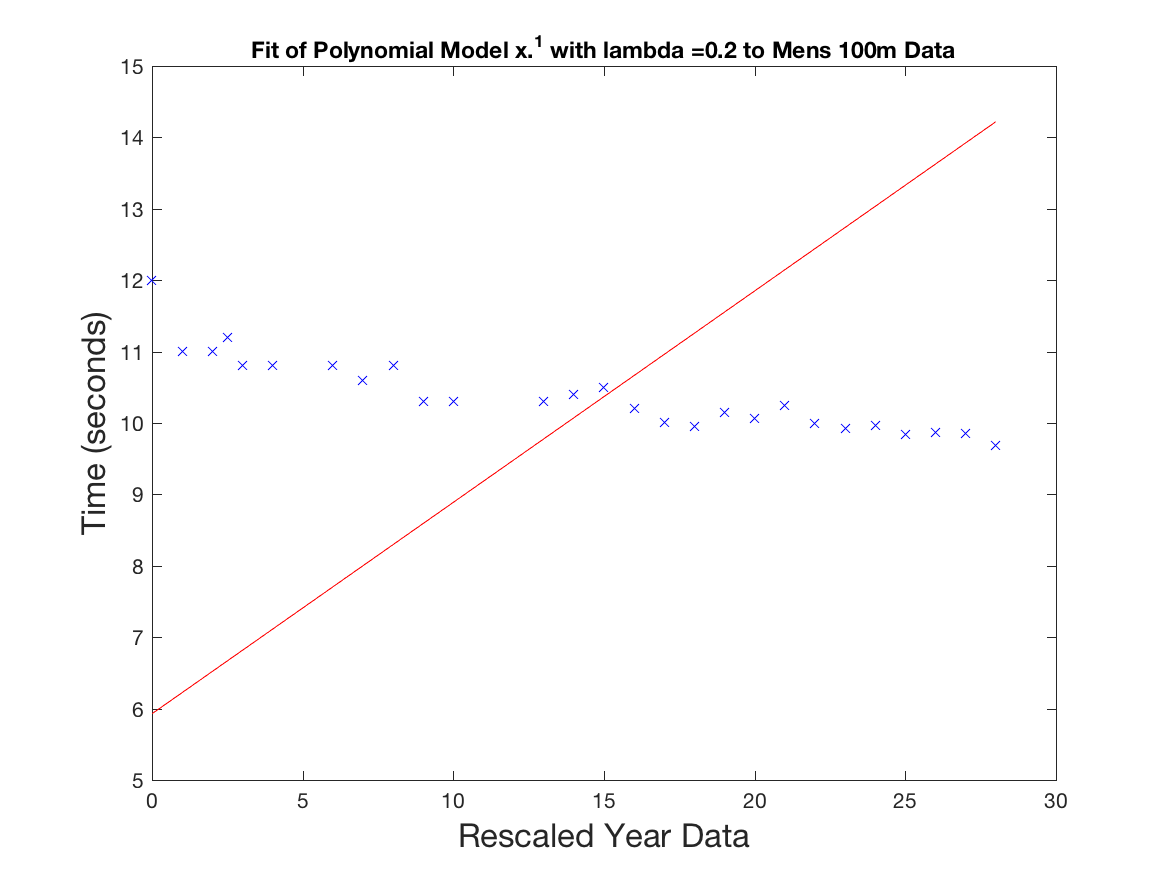 Fit of Polynomial Model x.1 with lambda =0.2 to Mens 100m Data
15
14
13
12
11
10
9
8
7
6
5
Time (seconds)
0 5 10 15 20 25 30
Rescaled Year Data